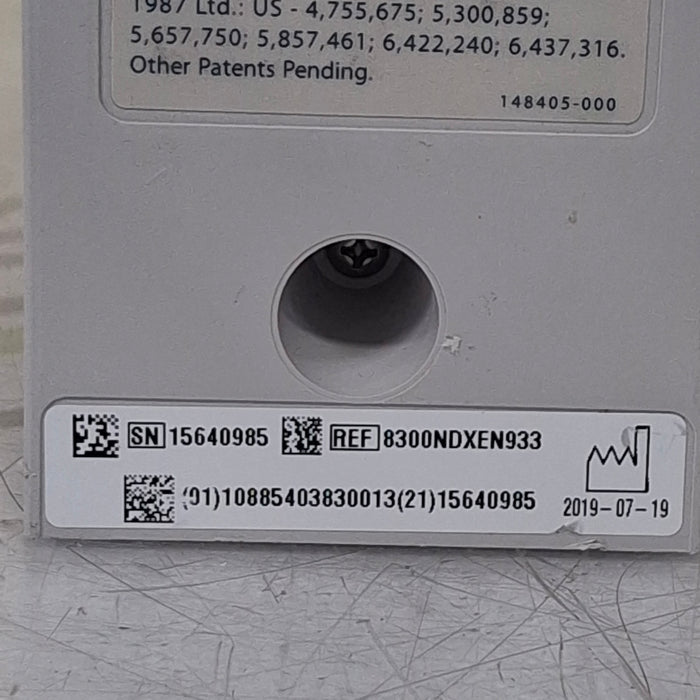 1987 Ltd.: US - 4,755,675; 5,300,859;
5,657,750; 5,857,461; 6,422,240; 6,437,316.
Other Patents Pending.
148405-000
SN 15640985 REF 8300NDXEN933
(01)10885403830013(21)15640985 2019-07-19